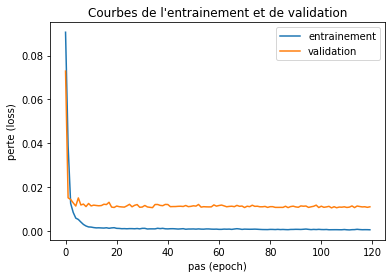 Courbes de l'entrainement et de validation
entrainement
validation
perte (loss)
0.08
0.06
0.04
0.02
0.00
0
20
40
60
80
100
120
pas (epoch)